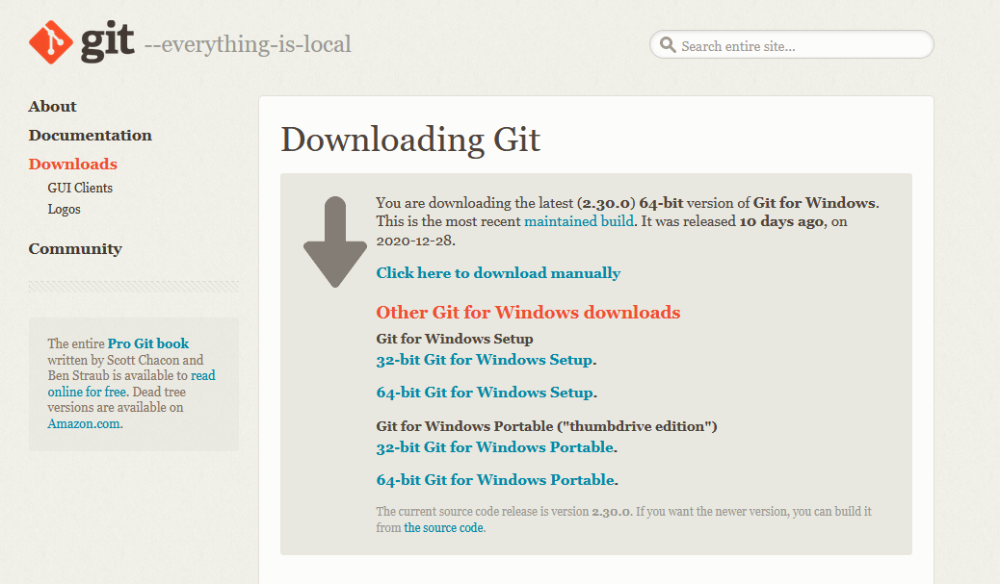 git --everything-is-local
Search entire site...
About
Documentation
Downloads
GUI Clients
Logos
Community
The entire Pro Git book
written by Scott Chacon and
Ben Straub is available to read
online for free. Dead tree
versions are available on
Amazon.com.
Downloading Git
You are downloading the latest (2.30.0) 64-bit version of Git for Windows.
This is the most recent maintained build. It was released 10 days ago, on
2020-12-28.
Click here to download manually
Other Git for Windows downloads
Git for Windows Setup
32-bit Git for Windows Setup.
64-bit Git for Windows Setup.
Git for Windows Portable ("thumbdrive edition")
32-bit Git for Windows Portable.
64-bit Git for Windows Portable.
The current source code release is version 2.30.0. If you want the newer version, you can build it
from the source code.